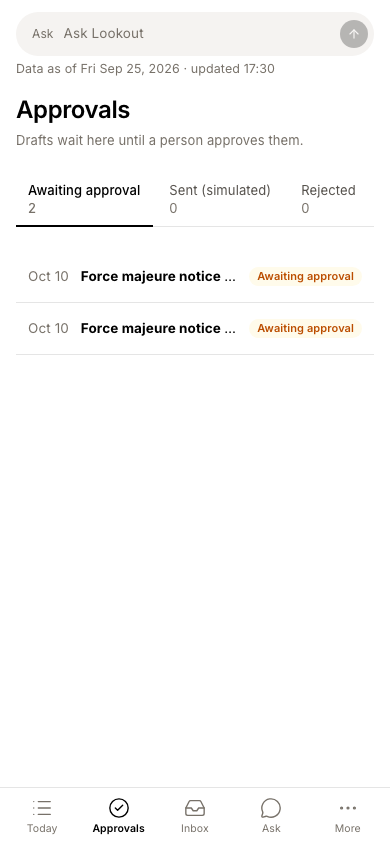 Ask Ask Lookout
Data as of Fri Sep 25, 2026 · updated 17:30
Approvals
Drafts wait here until a person approves them.
Awaiting approval Sent (simulated) Rejected
2 0 0
Oct 10 Force majeure notice ... Awaiting approval
Oct 10 Force majeure notice ... Awaiting approval
Today Approvals Inbox Ask More